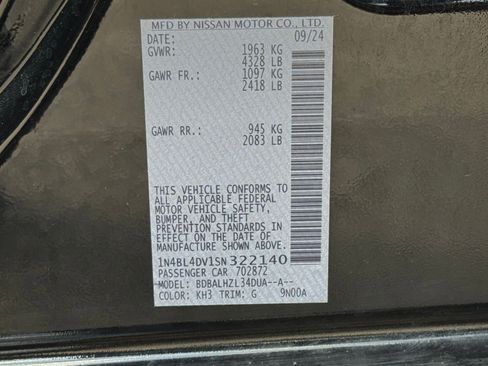 MFD BY NISSAN MOTOR CO., LTD.
DATE: 09/24
GVWR: 1963 KG
4328 LB
GAWR FR.: 1097 KG
2418 LB
GAWR RR.: 945 KG
2083 LB
THIS VEHICLE CONFORMS TO
ALL APPLICABLE FEDERAL
MOTOR VEHICLE SAFETY,
BUMPER, AND THEFT
PREVENTION STANDARDS
IN EFFECT ON THE DATE
OF MANUFACTURE SHOWN ABOVE.
1N4BL4DV1SN322140
PASSENGER CAR 702872
MODEL: BDBALHZL34DUA--A--
COLOR: KH3 TRIM: G 9N00A